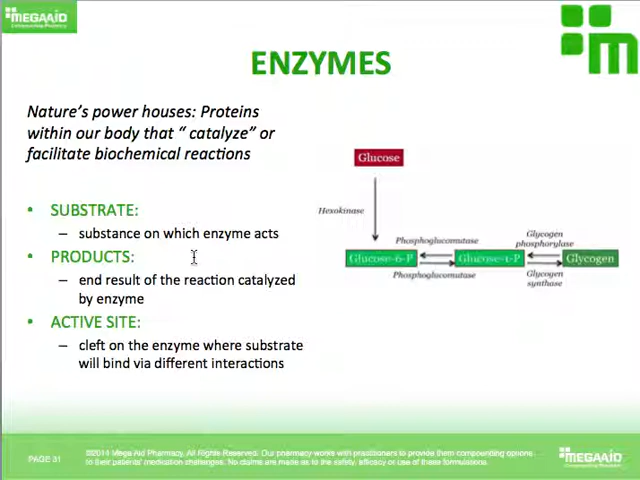 MEGAAID
ENZYMES
Nature's power houses: Proteins
within our body that " catalyze" or
facilitate biochemical reactions
• SUBSTRATE:
– substance on which enzyme acts
• PRODUCTS:
– end result of the reaction catalyzed
by enzyme
• ACTIVE SITE:
– cleft on the enzyme where substrate
will bind via different interactions
Glucose
Hexokinase
Phosphoglucomutase
Glycogen
phosphorylase
Glucose-6-P
Glucose-1-P
Glycogen
Phosphoglucomutase
Glycogen
synthase
PAGE 31
©2014 Mega Aid Pharmacy. All Rights Reserved. Our pharmacy works with practitioners to provide them compounding options
to their patients' medication challenges. No claims are made as to the safety, efficacy or use of these formulations.
MEGAAID